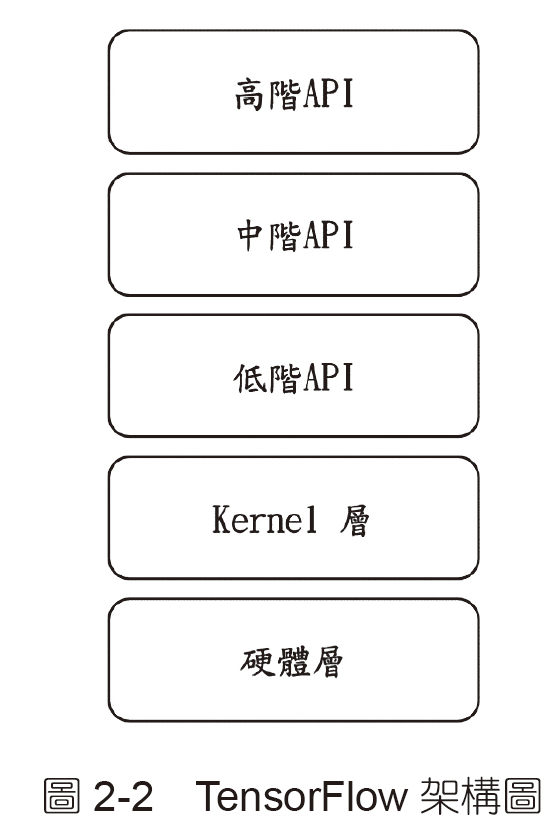 高階API
中階API
低階API
Kernel 層
硬體層
圖 2-2　TensorFlow 架構圖